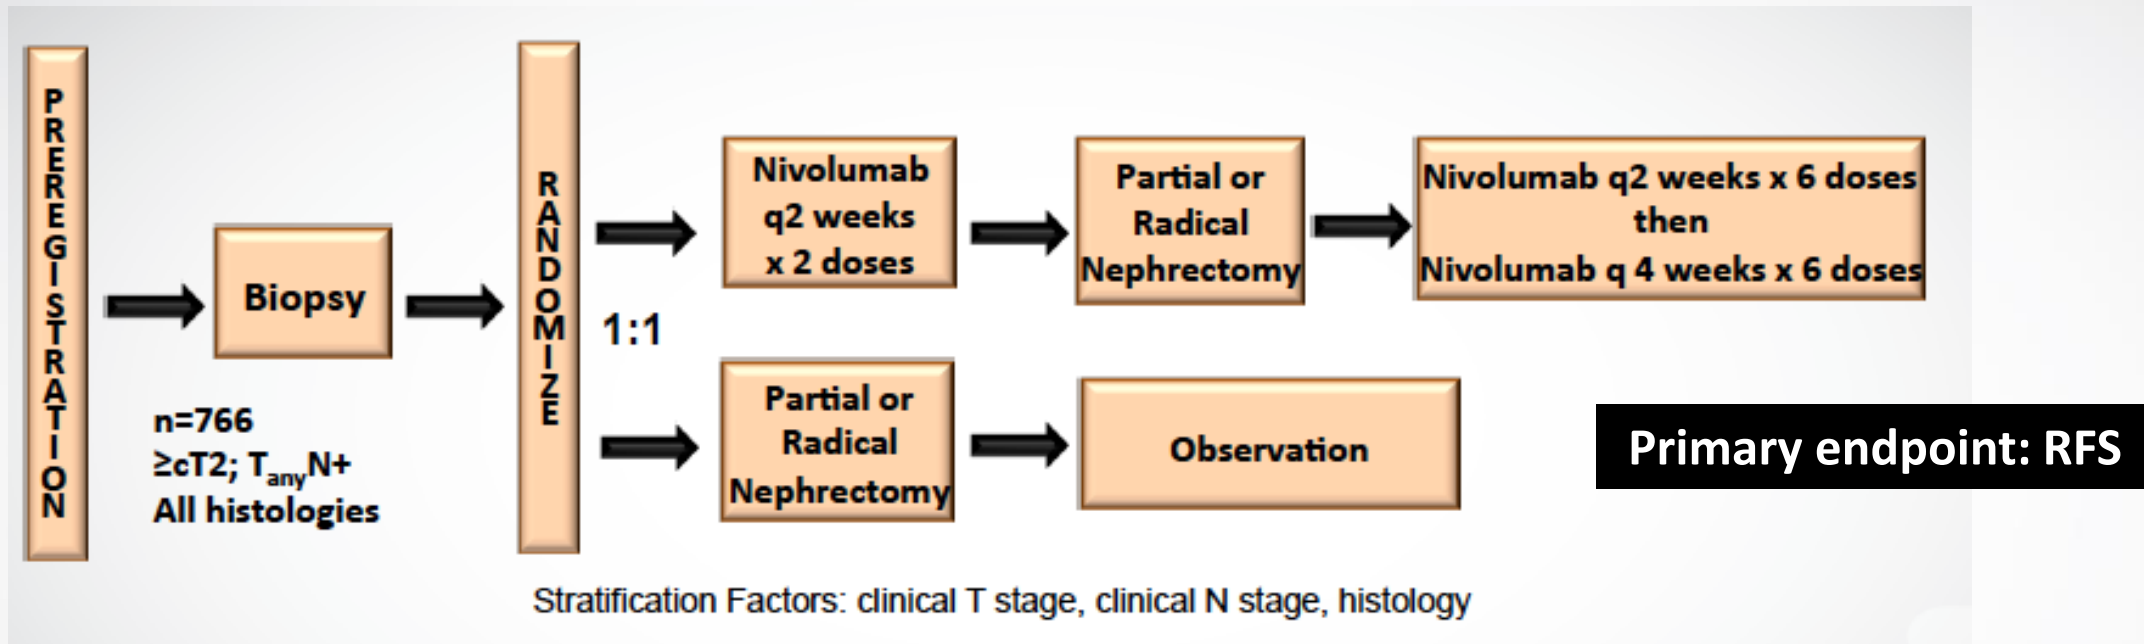 PREREGISTRATION
Biopsy
n=766
≥cT2; TanyN+
All histologies
RANDOMIZE
1:1
Nivolumab
q2 weeks
x 2 doses
Partial or
Radical
Nephrectomy
Nivolumab q2 weeks x 6 doses
then
Nivolumab q 4 weeks x 6 doses
Partial or
Radical
Nephrectomy
Observation
Primary endpoint: RFS
Stratification Factors: clinical T stage, clinical N stage, histology